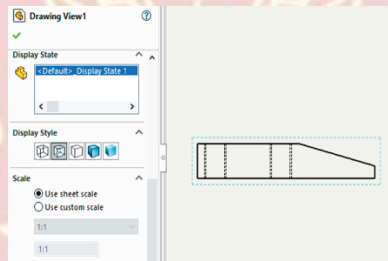 Drawing View1
Display State
<Default>_Display State 1
Display Style
Scale
Use sheet scale
Use custom scale
1:1
1:1